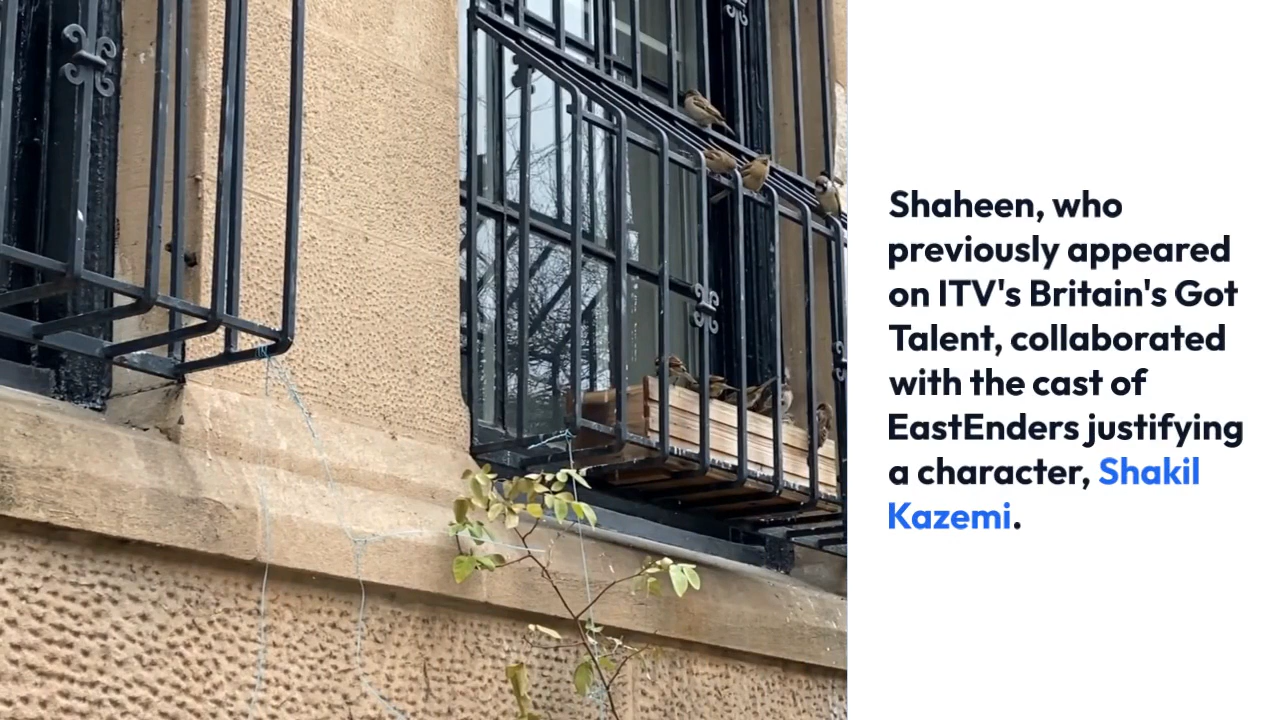 Shaheen, who
previously appeared
on ITV's Britain's Got
Talent, collaborated
with the cast of
EastEnders justifying
a character, Shakil
Kazemi.